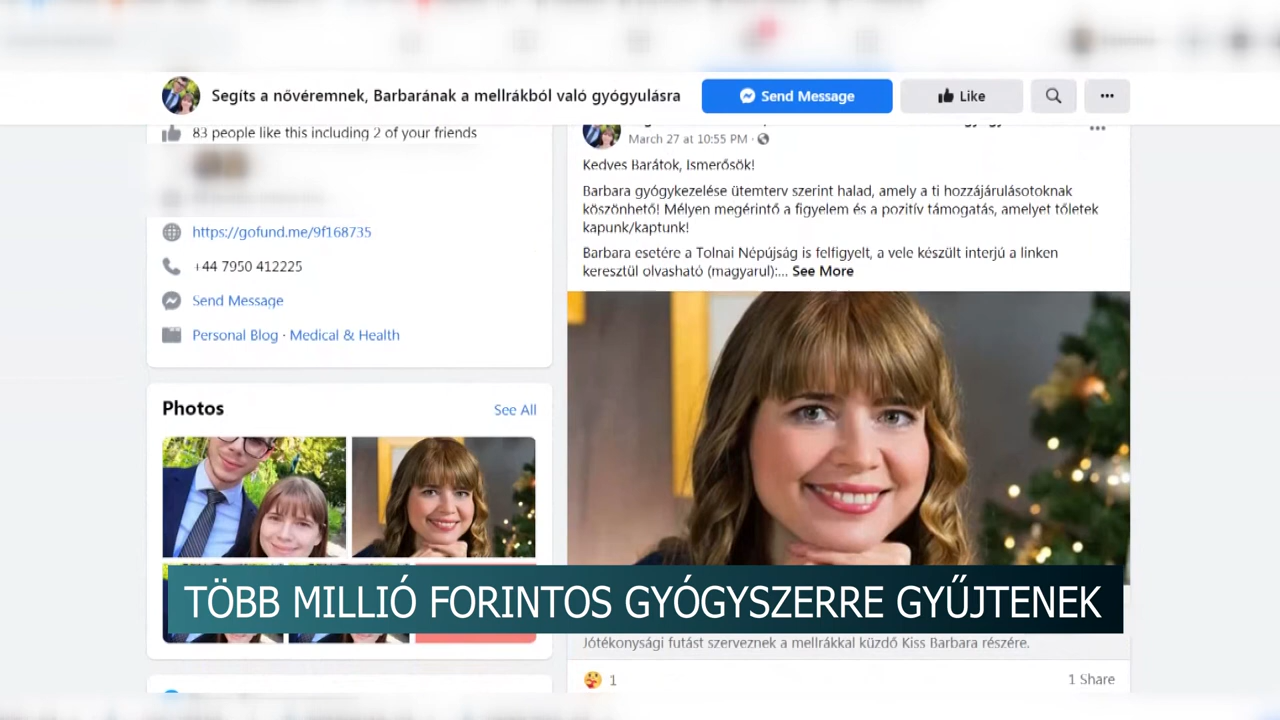 Segíts a nővéremnek, Barbarának a mellrákból való gyógyulásra
Send Message
Like
83 people like this including 2 of your friends
https://gofund.me/9f168735
+44 7950 412225
Send Message
Personal Blog · Medical & Health
Photos
See All
March 27 at 10:55 PM ·
Kedves Barátok, Ismerősök!
Barbara gyógykezelése ütemterv szerint halad, amely a ti hozzájárulásotoknak
köszönhető! Mélyen megérintő a figyelem és a pozitív támogatás, amelyet tőletek
kapunk/kaptunk!
Barbara esetére a Tolnai Népújság is felfigyelt, a vele készült interjú a linken
keresztül olvasható (magyarul):... See More
TÖBB MILLIÓ FORINTOS GYÓGYSZERRE GYŰJTENEK
Jótékonysági futást szerveznek a mellrákkal küzdő Kiss Barbara részére.
1
1 Share